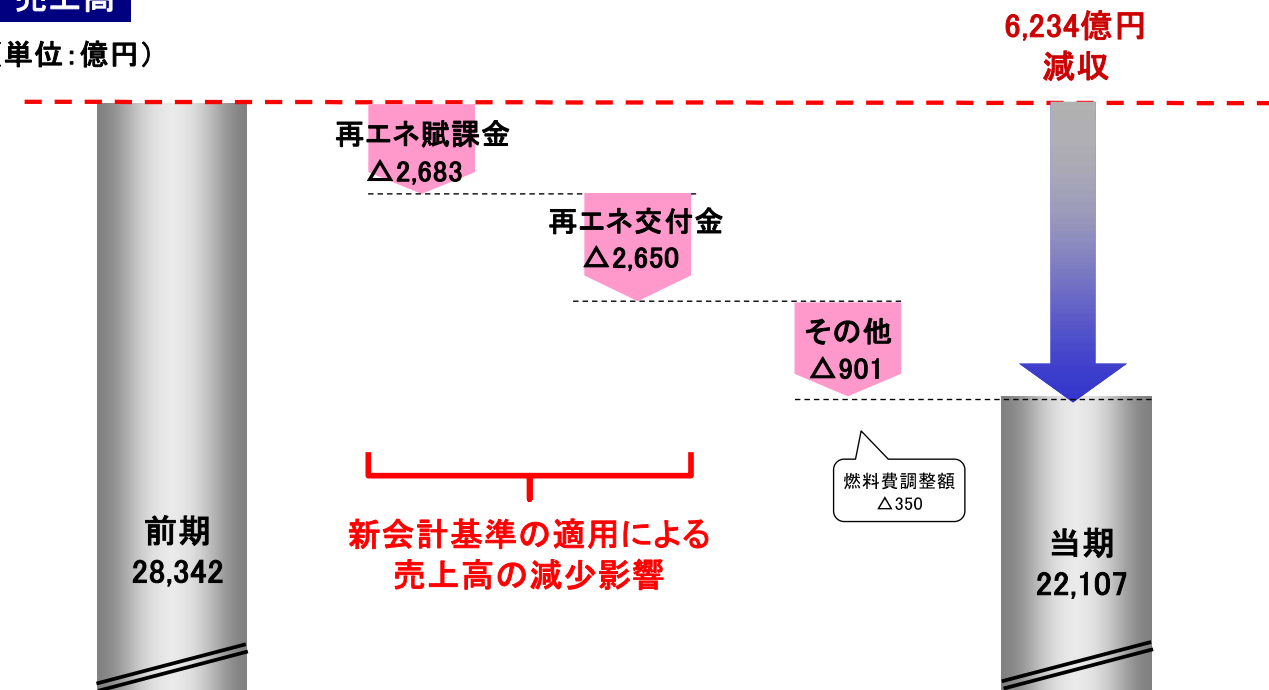 売上高
(単位:億円)
6,234億円
減収
再エネ賦課金
△2,683
再エネ交付金
△2,650
その他
△901
燃料費調整額
△350
新会計基準の適用による
売上高の減少影響
前期
28,342
当期
22,107